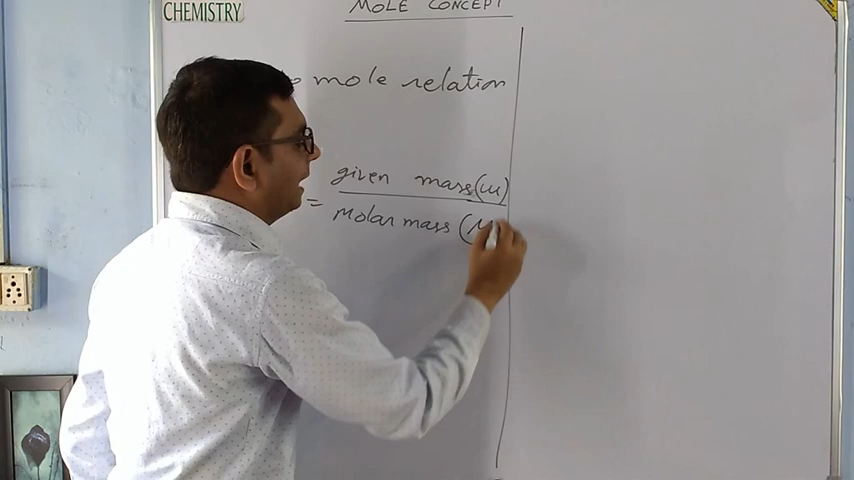 CHEMISTRY
MOLE CONCEPT
mole relation
= given mass (w)
molar mass (M